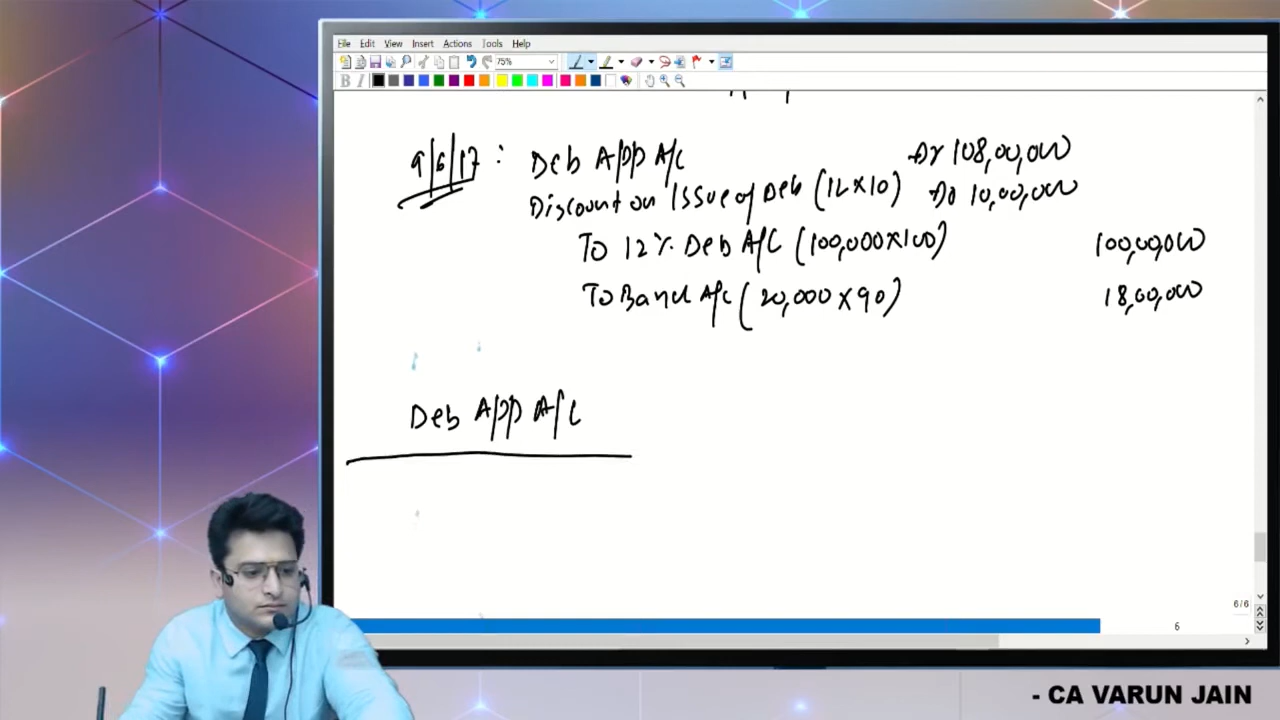 File Edit View Insert Actions Tools Help
75%
B I
9/6/17 : Deb App A/c Dr 108,00,000
Discount on Issue of Deb (1L×10) Dr 10,00,000
To 12% Deb A/C (100,000×100) 100,00,000
To Bank A/c (20,000×90) 18,00,000
Deb App A/C
6/6
6
- CA VARUN JAIN